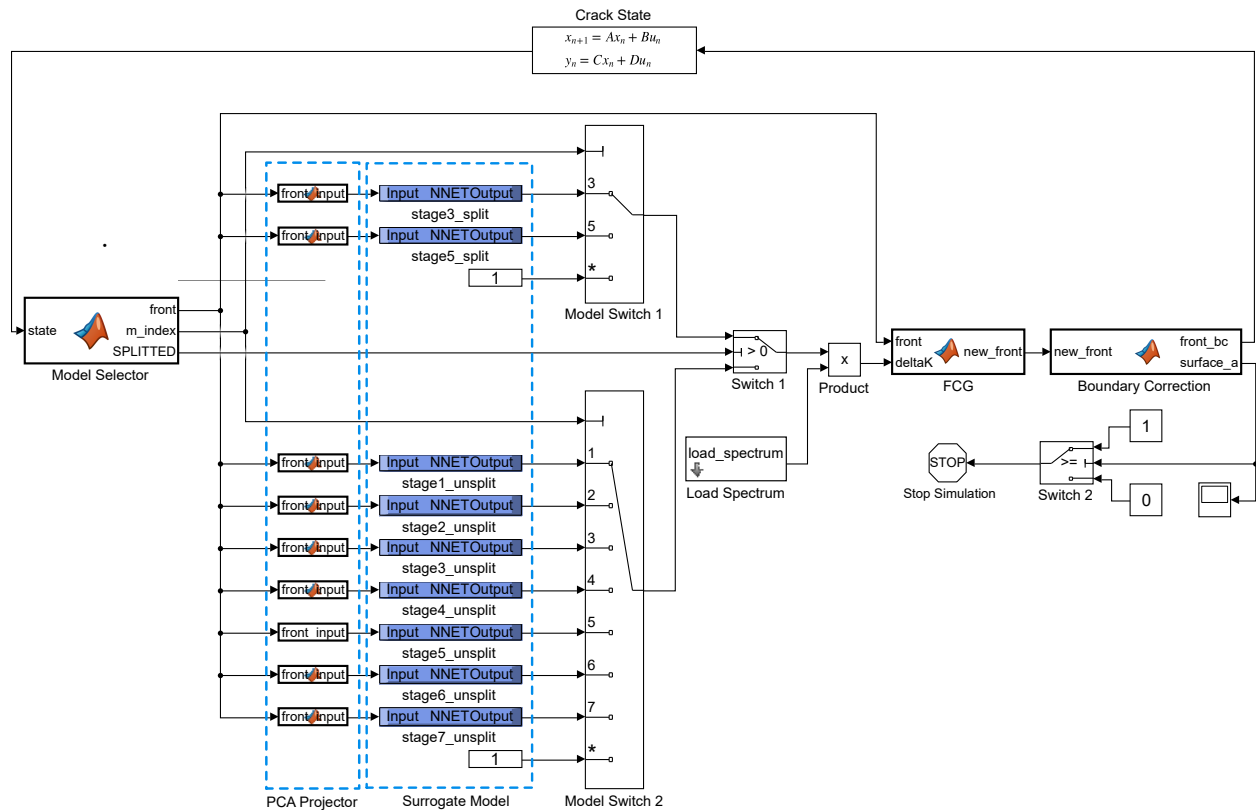 Crack State
x_{n+1} = Ax_n + Bu_n
y_n = Cx_n + Du_n
state
front
m_index
SPLITTED
Model Selector
front input
Input NNETOutput
stage3_split
front input
Input NNETOutput
stage5_split
1
3
5
*
Model Switch 1
> 0
Switch 1
x
Product
load_spectrum
Load Spectrum
front
deltaK
new_front
FCG
new_front
front_bc
surface_a
Boundary Correction
1
>=
0
Switch 2
STOP
Stop Simulation
front input
Input NNETOutput
stage1_unsplit
front input
Input NNETOutput
stage2_unsplit
front input
Input NNETOutput
stage3_unsplit
front input
Input NNETOutput
stage4_unsplit
front input
Input NNETOutput
stage5_unsplit
front input
Input NNETOutput
stage6_unsplit
front input
Input NNETOutput
stage7_unsplit
1
1
2
3
4
5
6
7
*
PCA Projector
Surrogate Model
Model Switch 2